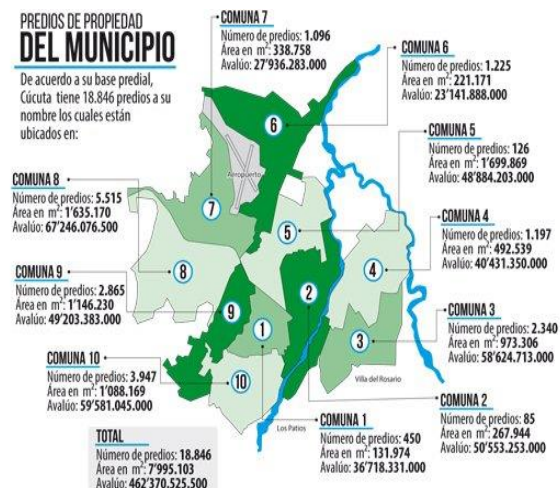 PREDIOS DE PROPIEDAD
DEL MUNICIPIO
De acuerdo a su base predial,
Cúcuta tiene 18.846 predios a su
nombre los cuales están
ubicados en:
COMUNA 7
Número de predios: 1.096
Área en m²: 338.758
Avalúo: 27'936.283.000
COMUNA 6
Número de predios: 1.225
Área en m²: 221.171
Avalúo: 23'141.888.000
COMUNA 5
Número de predios: 126
Área en m²: 1'699.869
Avalúo: 48'884.203.000
COMUNA 8
Número de predios: 5.515
Área en m²: 1'635.170
Avalúo: 67'246.076.500
COMUNA 4
Número de predios: 1.197
Área en m²: 492.539
Avalúo: 40'431.350.000
COMUNA 9
Número de predios: 2.865
Área en m²: 1'146.230
Avalúo: 49'203.383.000
COMUNA 3
Número de predios: 2.340
Área en m²: 973.306
Avalúo: 58'624.713.000
COMUNA 10
Número de predios: 3.947
Área en m²: 1'088.169
Avalúo: 59'581.045.000
COMUNA 2
Número de predios: 85
Área en m²: 267.944
Avalúo: 50'553.253.000
COMUNA 1
Número de predios: 450
Área en m²: 131.974
Avalúo: 36'718.331.000
TOTAL
Número de predios: 18.846
Área en m²: 7'995.103
Avalúo: 462'370.525.500
6
Aeropuerto
7
5
8
4
2
9
1
3
10
Villa del Rosario
Los Patios